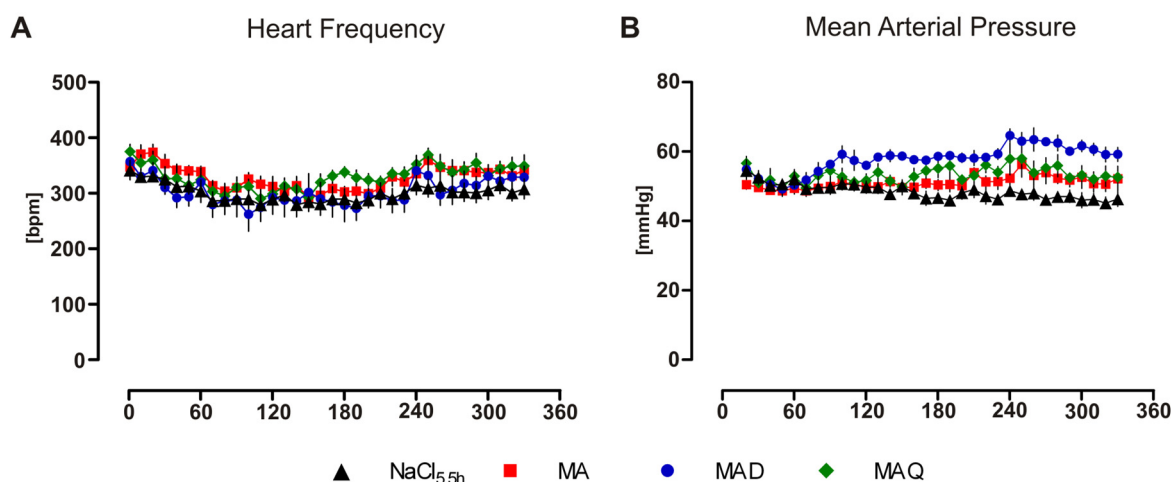 A
Heart Frequency
[bpm]
500
400
300
200
100
0
0 60 120 180 240 300 360
B
Mean Arterial Pressure
[mmHg]
80
60
40
20
0
0 60 120 180 240 300 360
NaCl5.5h MA MAD MAQ